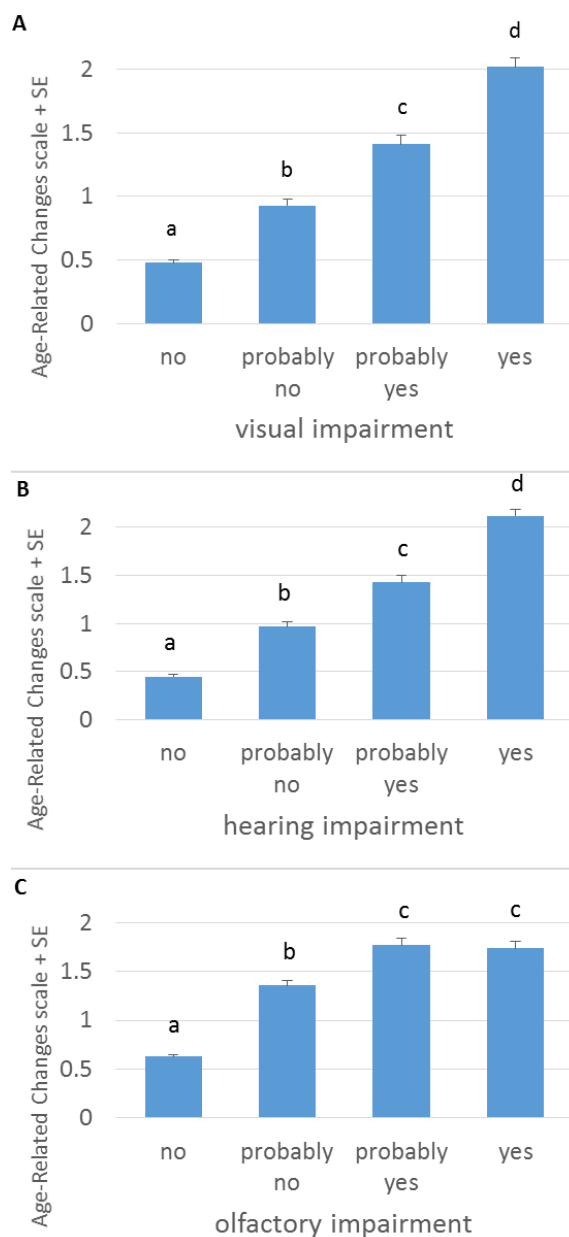 A
Age-Related Changes scale + SE
2
1.5
1
0.5
0
a
b
c
d
no
probably no
probably yes
yes
visual impairment
B
Age-Related Changes scale + SE
2
1.5
1
0.5
0
a
b
c
d
no
probably no
probably yes
yes
hearing impairment
C
Age-Related Changes scale + SE
2
1.5
1
0.5
0
a
b
c
c
no
probably no
probably yes
yes
olfactory impairment